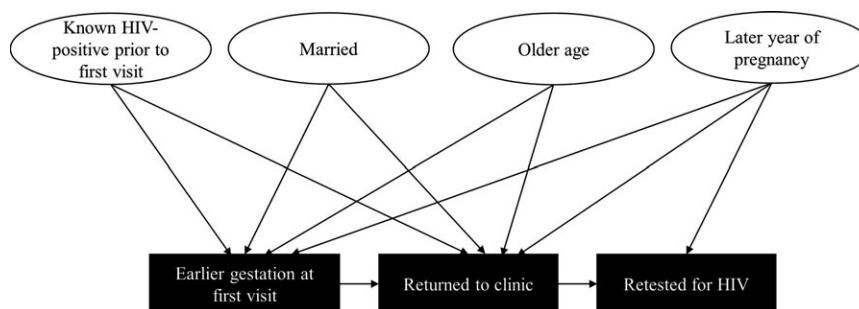 Known HIV-
positive prior to
first visit
Married
Older age
Later year of
pregnancy
Earlier gestation at
first visit
Returned to clinic
Retested for HIV